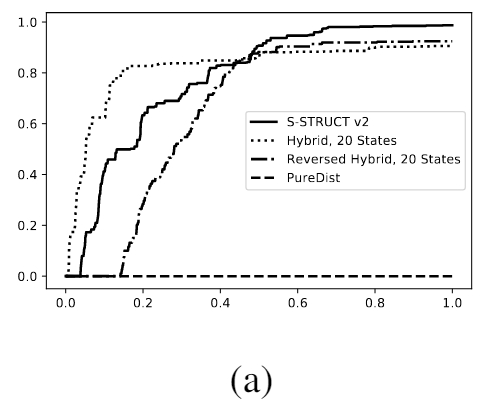 1.0
0.8
0.6
0.4
0.2
0.0
S-STRUCT v2
Hybrid, 20 States
Reversed Hybrid, 20 States
PureDist
0.0 0.2 0.4 0.6 0.8 1.0
(a)